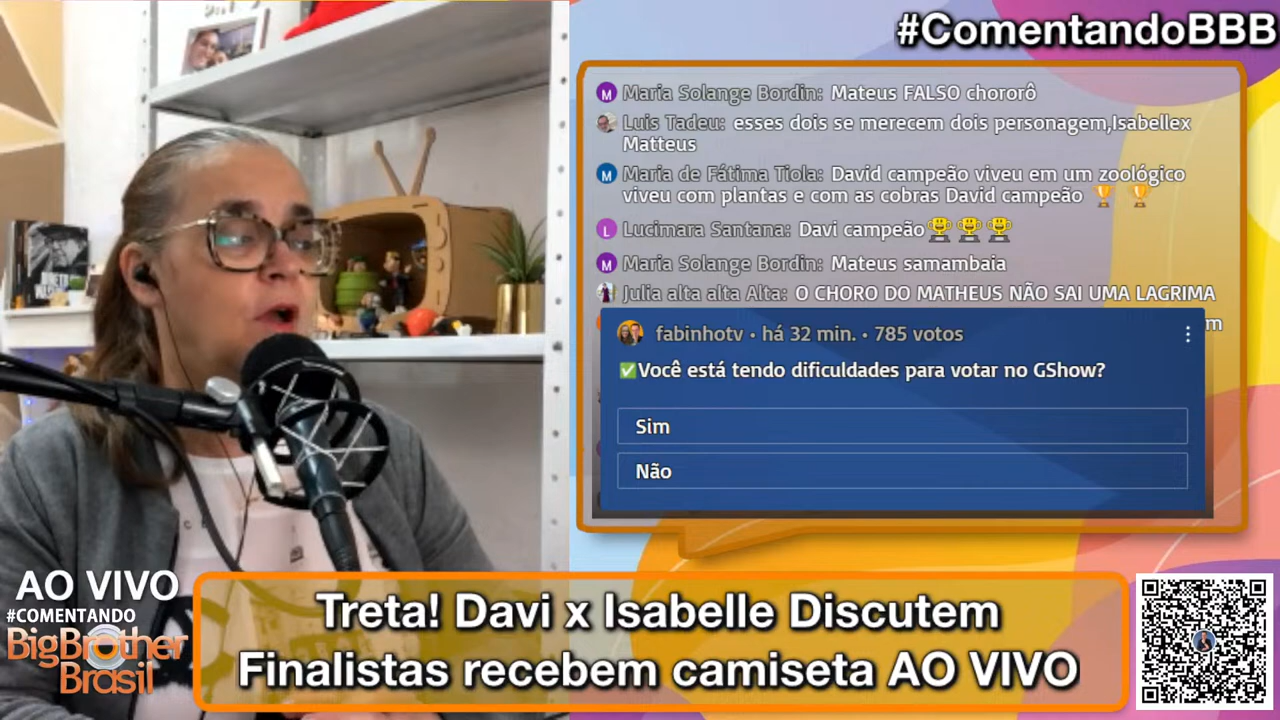 #ComentandoBBB
M Maria Solange Bordin: Mateus FALSO chororô
Luis Tadeu: esses dois se merecem dois personagem,Isabellex
Matteus
M Maria de Fátima Tiola: David campeão viveu em um zoológico
viveu com plantas e com as cobras David campeão 🏆 🏆
L Lucimara Santana: Davi campeão🏆🏆🏆
M Maria Solange Bordin: Mateus samambaia
Julia alta alta Alta: O CHORO DO MATHEUS NÃO SAI UMA LAGRIMA
fabinhotv • há 32 min. • 785 votos
✅Você está tendo dificuldades para votar no GShow?
Sim
Não
AO VIVO
#COMENTANDO
BigBrother
Brasil
Treta! Davi x Isabelle Discutem
Finalistas recebem camiseta AO VIVO